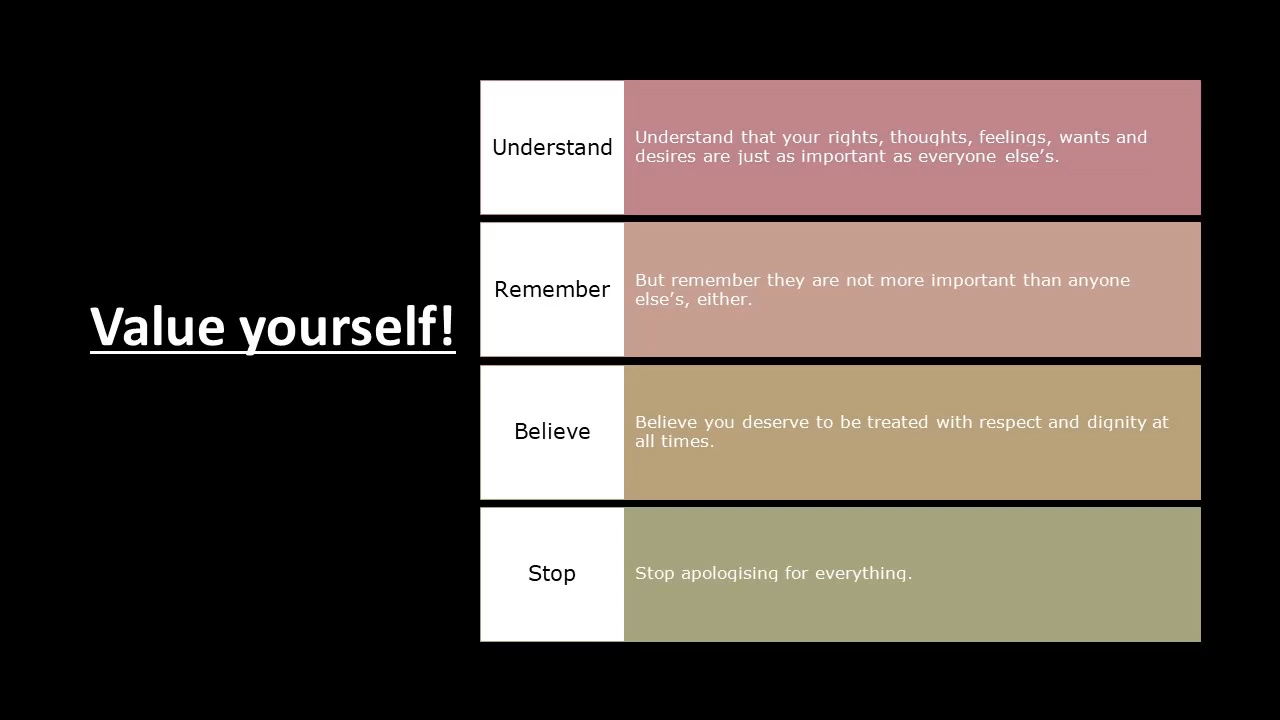 Value yourself!
Understand
Understand that your rights, thoughts, feelings, wants and
desires are just as important as everyone else’s.
Remember
But remember they are not more important than anyone
else’s, either.
Believe
Believe you deserve to be treated with respect and dignity at
all times.
Stop
Stop apologising for everything.